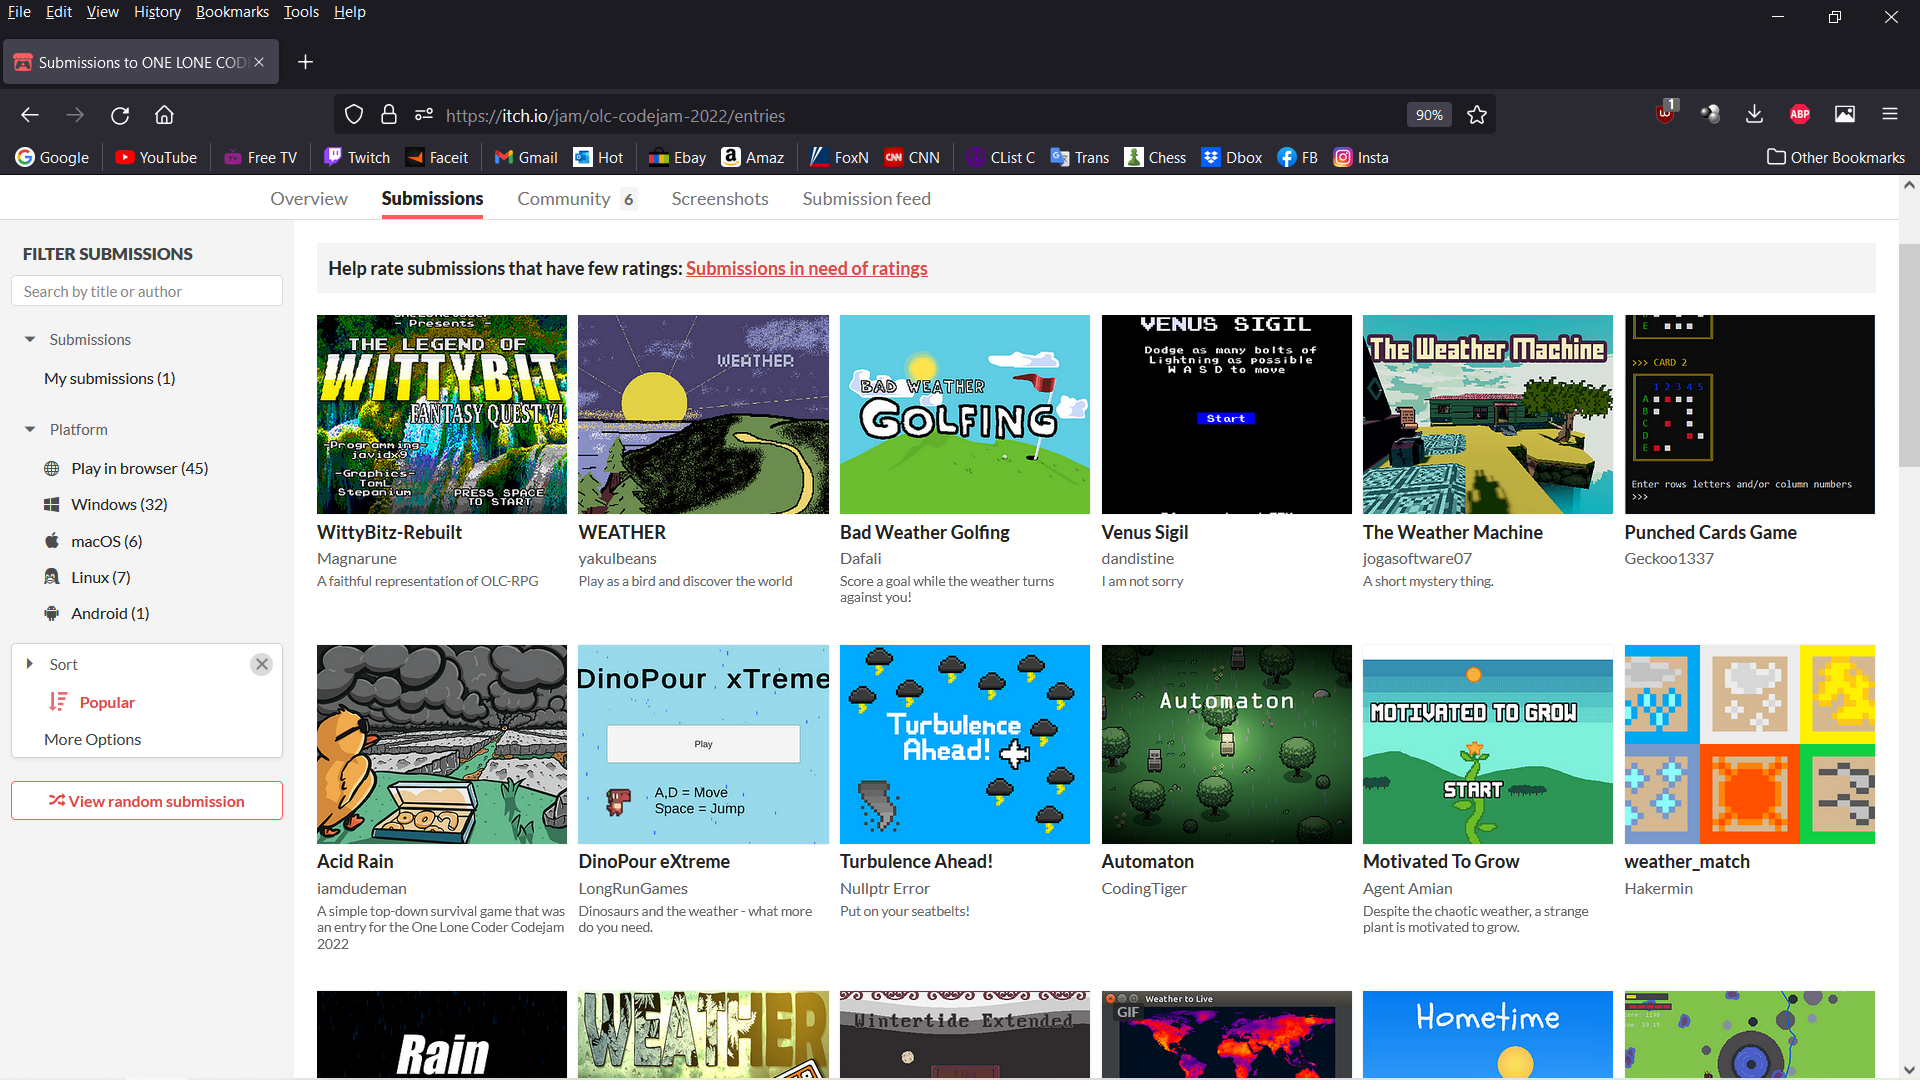 File Edit View History Bookmarks Tools Help
Submissions to ONE LONE COD
https://itch.io/jam/olc-codejam-2022/entries
90%
1
ABP
Google YouTube Free TV Twitch Faceit Gmail Hot Ebay Amaz FoxN CNN CList C Trans Chess Dbox FB Insta Other Bookmarks
Overview Submissions Community 6 Screenshots Submission feed
FILTER SUBMISSIONS
Search by title or author
Submissions
My submissions (1)
Platform
Play in browser (45)
Windows (32)
macOS (6)
Linux (7)
Android (1)
Sort
Popular
More Options
View random submission
Help rate submissions that have few ratings: Submissions in need of ratings
- Presents -
THE LEGEND OF
WITTYBIT
FANTASY QUEST VI
-Programming-
javidx9
-Graphics-
TomL
Stepanium
PRESS SPACE
TO START
WittyBitz-Rebuilt
Magnarune
A faithful representation of OLC-RPG
WEATHER
WEATHER
yakulbeans
Play as a bird and discover the world
BAD WEATHER
GOLFING
Bad Weather Golfing
Dafali
Score a goal while the weather turns
against you!
VENUS SIGIL
Dodge as many bolts of
Lightning as possible
W A S D to move
Start
Venus Sigil
dandistine
I am not sorry
The Weather Machine
The Weather Machine
jogasoftware07
A short mystery thing.
E
>>> CARD 2
1 2 3 4 5
A
B
C
D
E
Enter rows letters and/or column numbers
>>>
Punched Cards Game
Geckoo1337
Acid Rain
iamdudeman
A simple top-down survival game that was
an entry for the One Lone Coder Codejam
2022
DinoPour xTreme
Play
A,D = Move
Space = Jump
DinoPour eXtreme
LongRunGames
Dinosaurs and the weather - what more
do you need.
Turbulence
Ahead!
Turbulence Ahead!
Nullptr Error
Put on your seatbelts!
Automaton
Automaton
CodingTiger
MOTIVATED TO GROW
START
Motivated To Grow
Agent Amian
Despite the chaotic weather, a strange
plant is motivated to grow.
weather_match
Hakermin
Rain
WEATHER
Wintertide Extended
Play
Weather to Live
GIF
Hometime